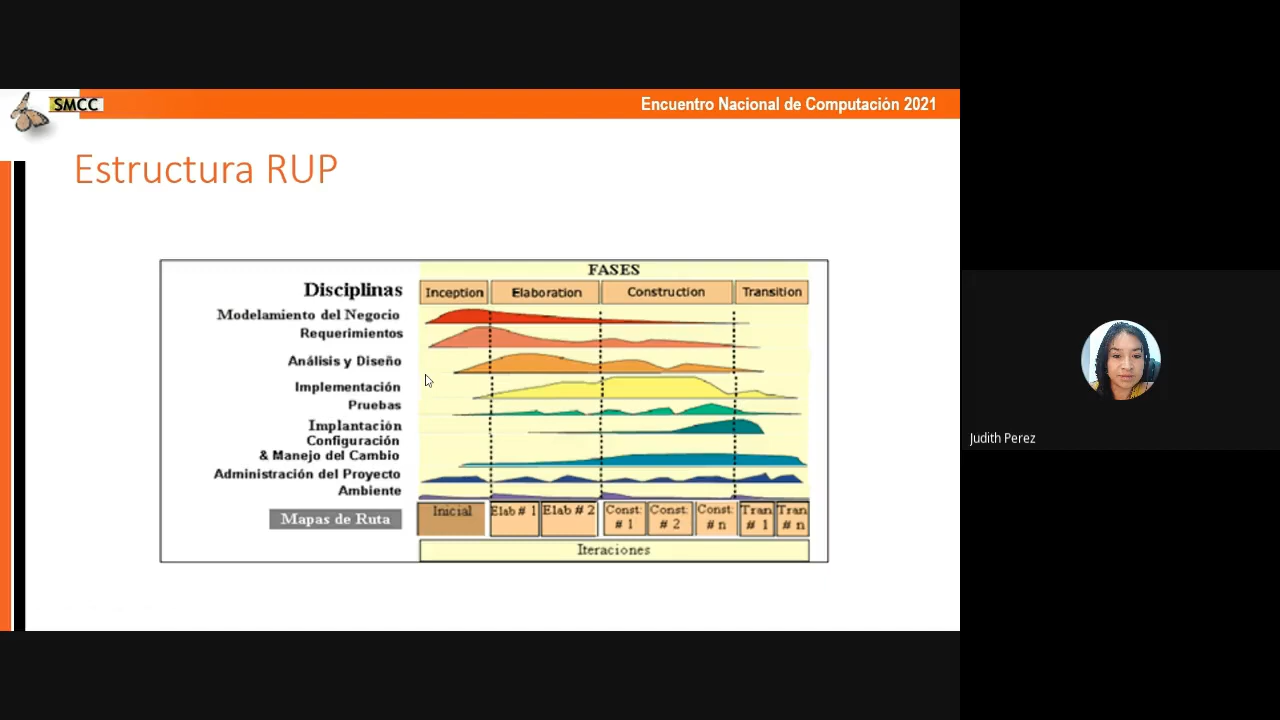 SMCC
Encuentro Nacional de Computación 2021
Estructura RUP
FASES
Disciplinas
Inception
Elaboration
Construction
Transition
Modelamiento del Negocio
Requerimientos
Análisis y Diseño
Implementación
Pruebas
Implantación
Configuración
& Manejo del Cambio
Administración del Proyecto
Ambiente
Mapas de Ruta
Inicial
Elab # 1
Elab # 2
Const:
# 1
Const:
# 2
Const:
# n
Tran
# 1
Tran
# n
Iteraciones
Judith Perez